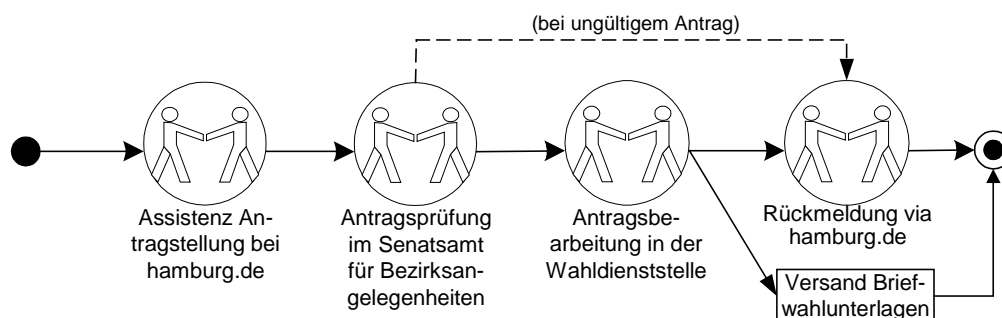 (bei ungültigem Antrag)
Assistenz An-
tragstellung bei
hamburg.de
Antragsprüfung
im Senatsamt
für Bezirksan-
gelegenheiten
Antragsbe-
arbeitung in der
Wahldienststelle
Rückmeldung via
hamburg.de
Versand Brief-
wahlunterlagen